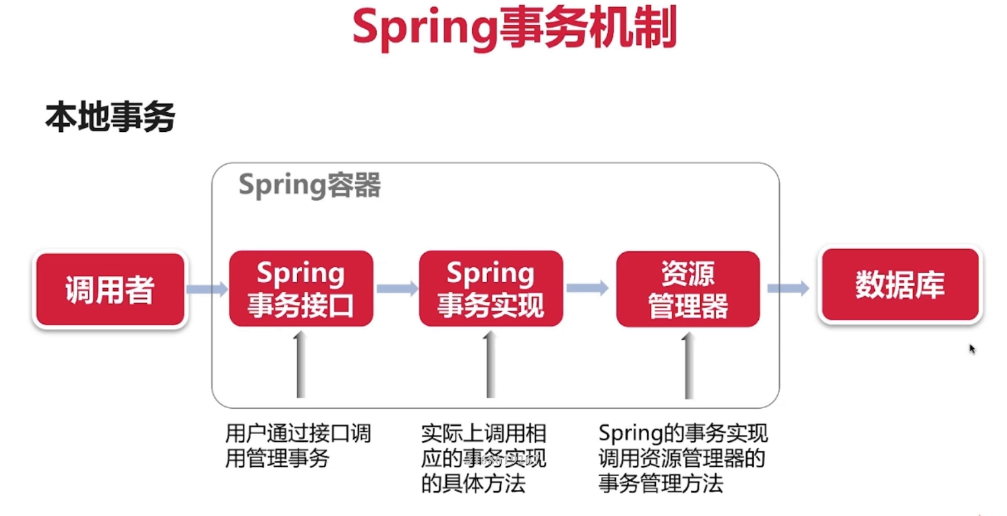 Spring事务机制
本地事务
Spring容器
调用者
Spring
事务接口
Spring
事务实现
资源
管理器
数据库
用户通过接口调
用管理事务
实际上调用相
应的事务实现
的具体方法
Spring的事务实现
调用资源管理器的
事务管理方法